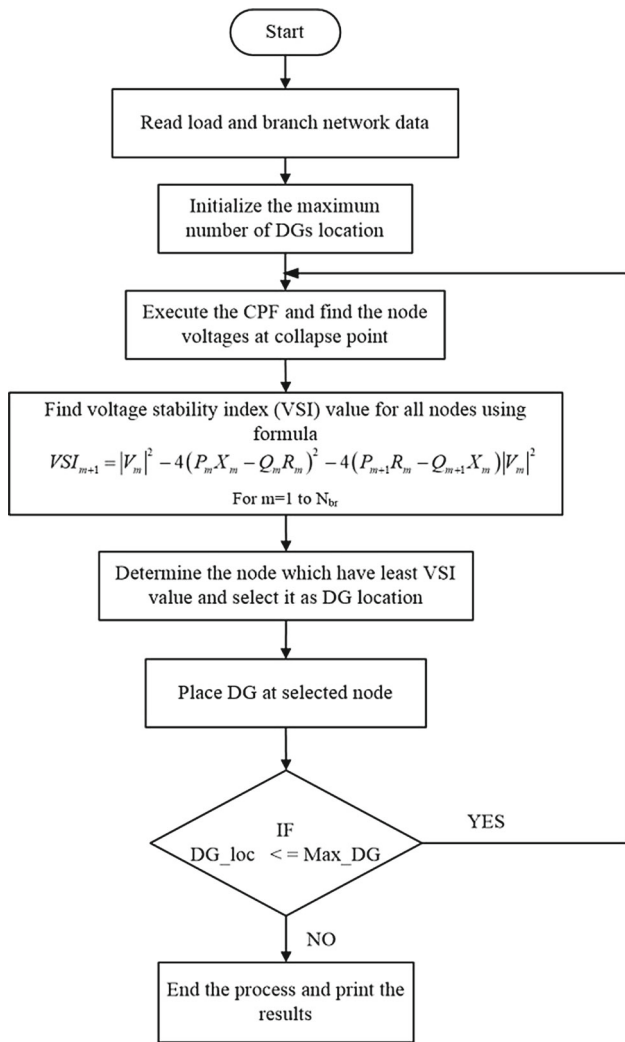 Start
Read load and branch network data
Initialize the maximum
number of DGs location
Execute the CPF and find the node
voltages at collapse point
Find voltage stability index (VSI) value for all nodes using
formula
VSI_{m+1} = |V_m|^2 − 4(P_m X_m − Q_m R_m)^2 − 4(P_{m+1} R_m − Q_{m+1} X_m)|V_m|^2
For m=1 to N_{br}
Determine the node which have least VSI
value and select it as DG location
Place DG at selected node
IF
DG_loc < = Max_DG
YES
NO
End the process and print the
results